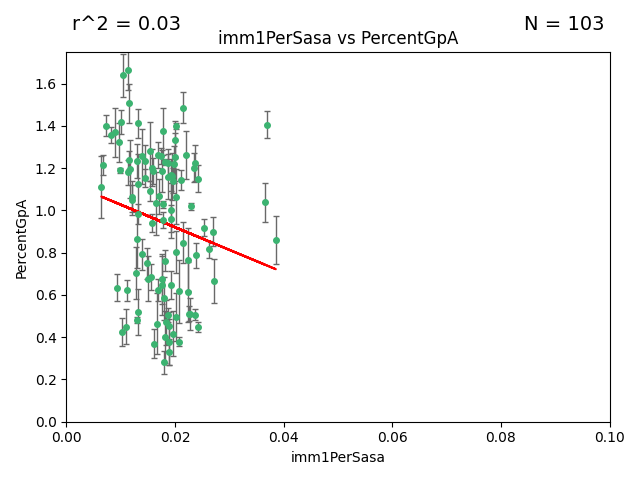 r^2 = 0.03
N = 103
imm1PerSasa vs PercentGpA
PercentGpA
1.6
1.4
1.2
1.0
0.8
0.6
0.4
0.2
0.0
0.00 0.02 0.04 0.06 0.08 0.10
imm1PerSasa